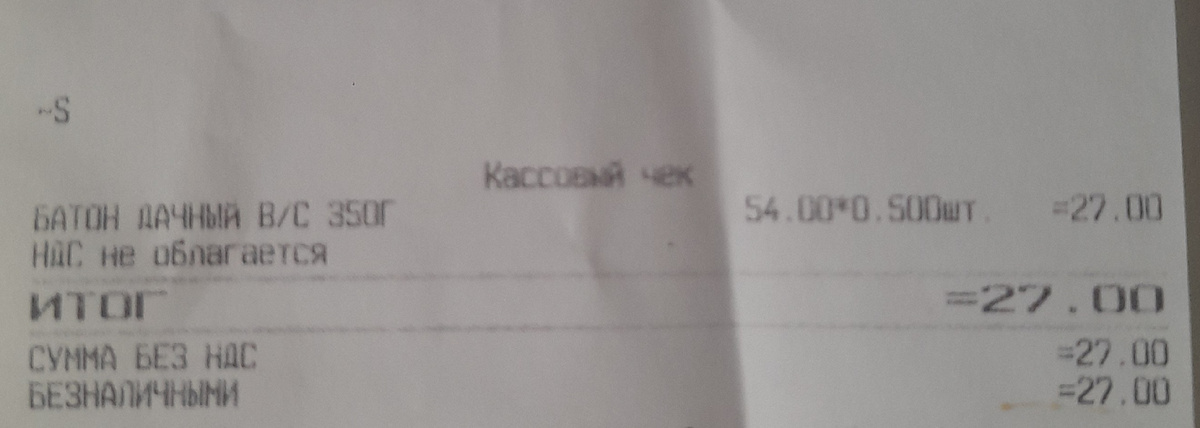 ~S
Кассовый чек
БАТОН ДАЧНЫЙ В/С 350Г 54.00*0.500шт. =27.00
НДС не облагается
ИТОГ =27.00
СУММА БЕЗ НДС =27.00
БЕЗНАЛИЧНЫМИ =27.00